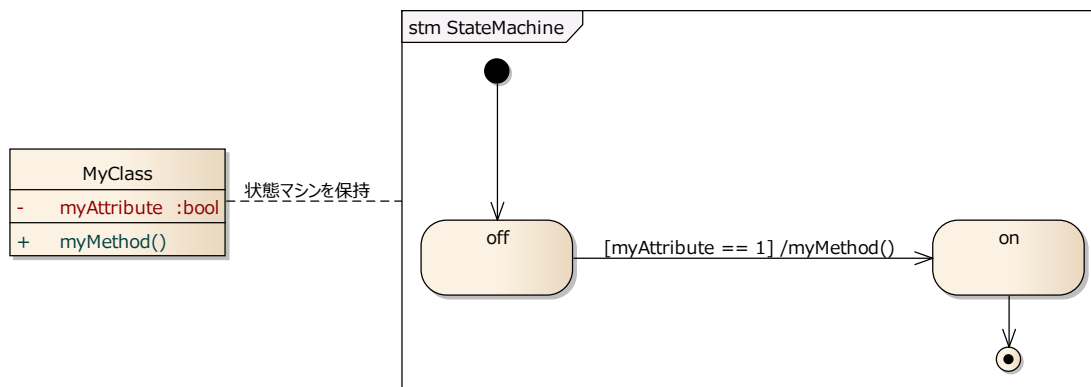 stm StateMachine
MyClass
- myAttribute :bool
+ myMethod()
状態マシンを保持
off
[myAttribute == 1] /myMethod()
on